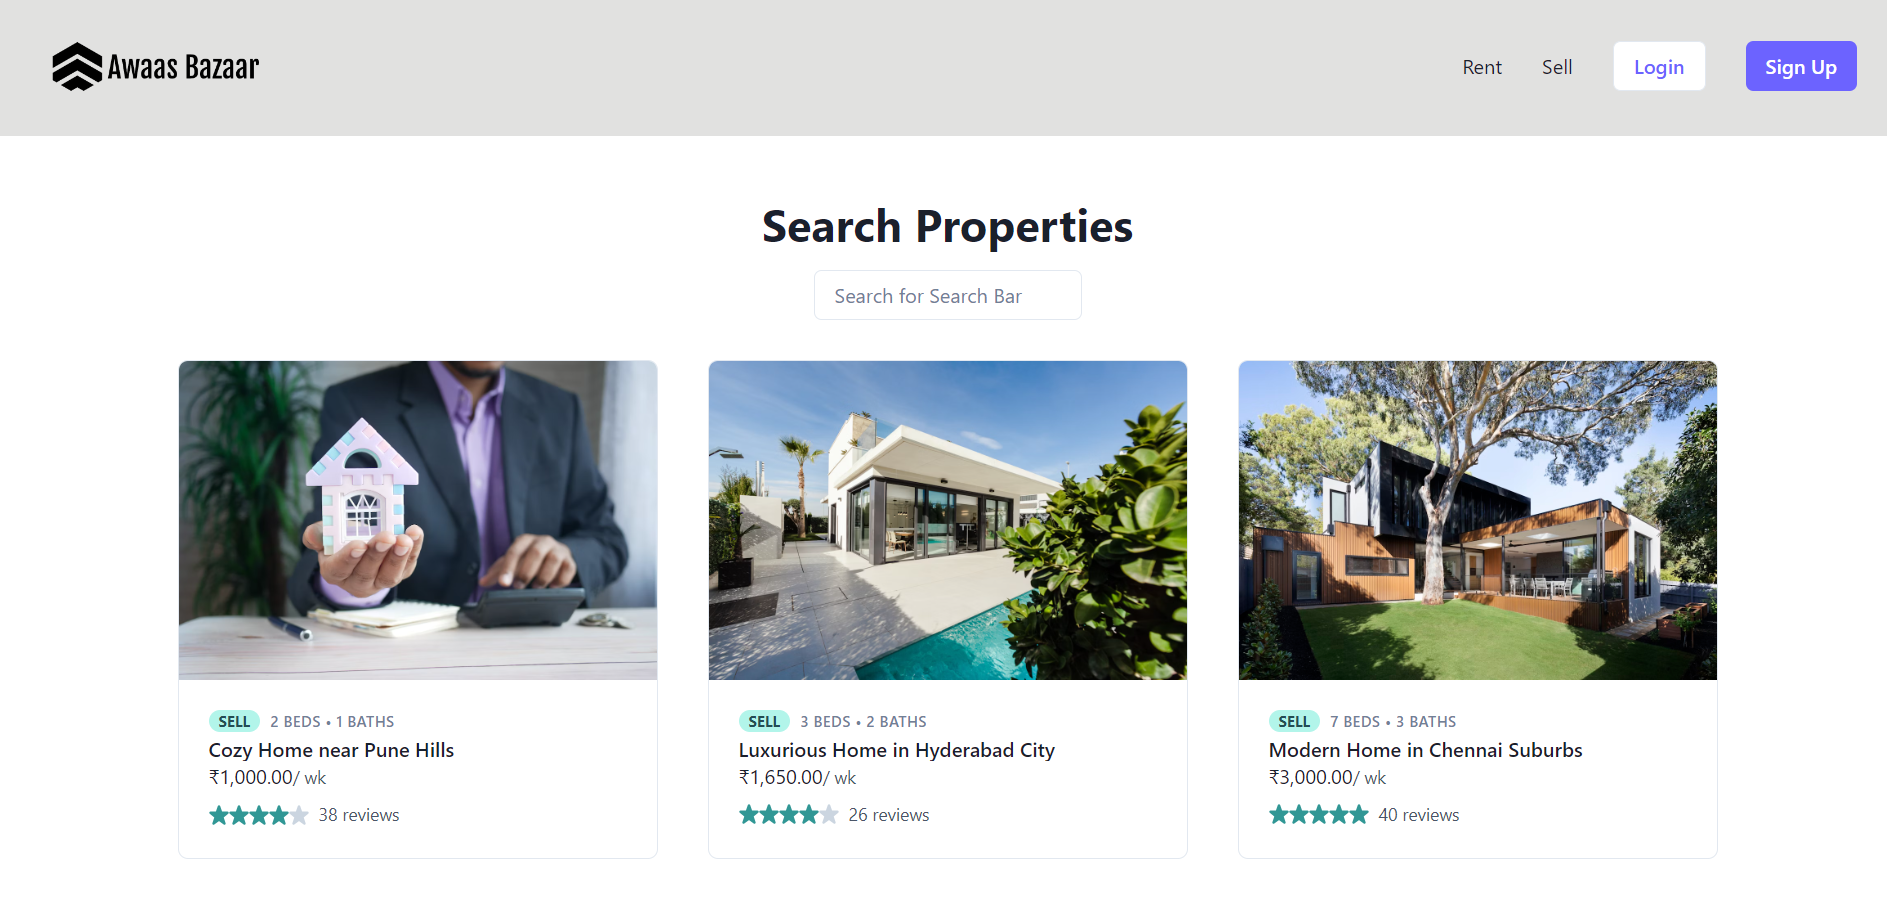 Awaas Bazaar
Rent
Sell
Login
Sign Up
Search Properties
Search for Search Bar
SELL 2 BEDS • 1 BATHS
Cozy Home near Pune Hills
₹1,000.00/ wk
38 reviews
SELL 3 BEDS • 2 BATHS
Luxurious Home in Hyderabad City
₹1,650.00/ wk
26 reviews
SELL 7 BEDS • 3 BATHS
Modern Home in Chennai Suburbs
₹3,000.00/ wk
40 reviews